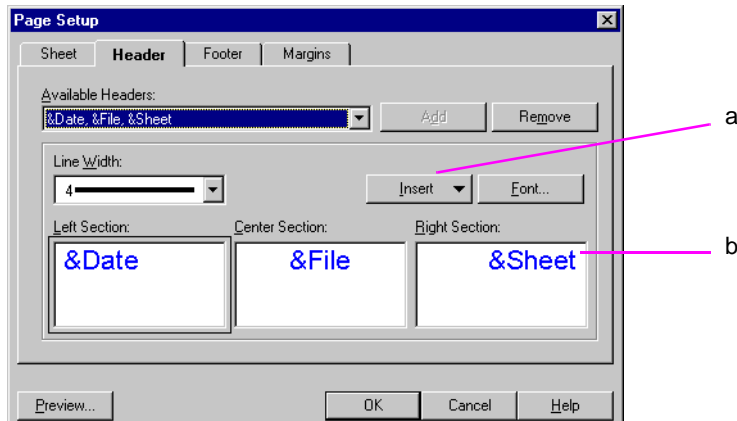 Page Setup
Sheet Header Footer Margins
Available Headers:
&Date, &File, &Sheet Add Remove
a
Line Width:
4 Insert Font...
Left Section: Center Section: Right Section:
&Date &File &Sheet
b
Preview... OK Cancel Help